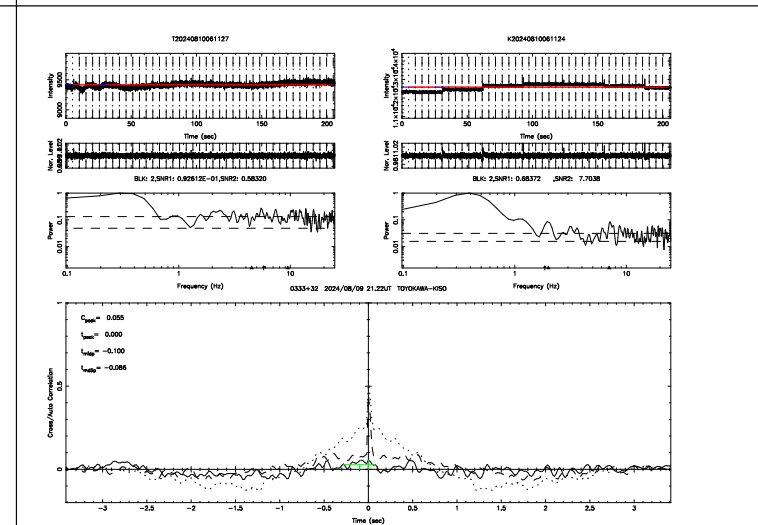 T20240810061127
K20240810061124
Intensity
9500
9000
0
50
100
150
200
Time (sec)
Intensity
0
50
100
150
200
Time (sec)
Nor. Level
Nor. Level
BLK: 2,SNR1: 0.92612E-01,SNR2: 0.58320
BLK: 2,SNR1: 0.68372 ,SNR2: 7.7038
Power
1
0.1
0.01
0.1
1
10
Frequency (Hz)
Power
1
0.1
0.01
0.1
1
10
Frequency (Hz)
0333+32 2024/08/09 21.22UT TOYOKAWA-KISO
Cpeak= 0.055
tpeak= 0.000
tmidp= -0.100
Cross/Auto Correlation
1
0.5
0
-3
-2.5
-2
-1.5
-1
-0.5
0
0.5
1
1.5
2
2.5
3
Time (sec)